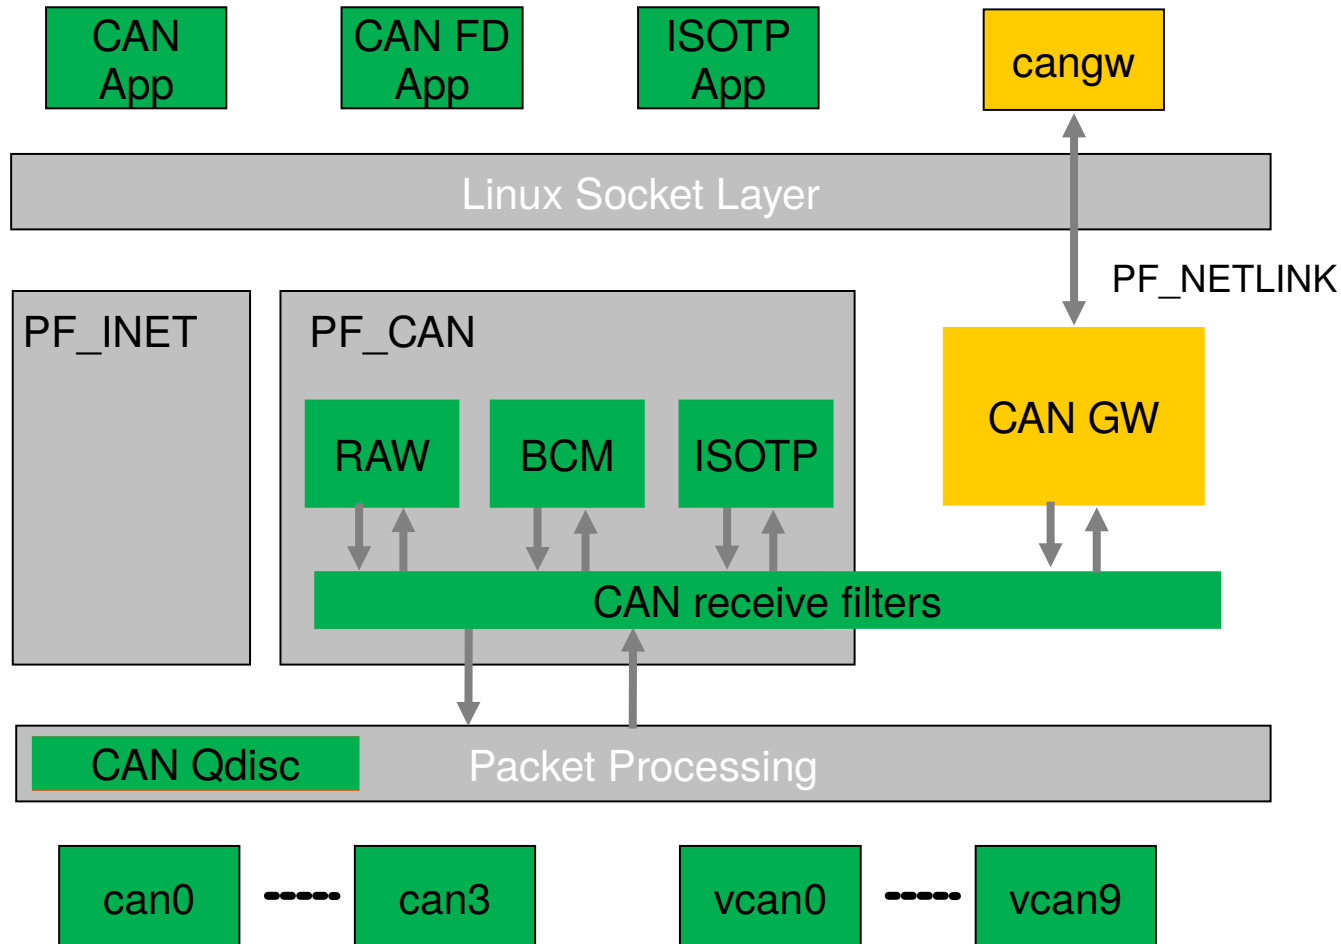 CAN
App
CAN FD
App
ISOTP
App
cangw
Linux Socket Layer
PF_NETLINK
PF_INET
PF_CAN
CAN GW
RAW
BCM
ISOTP
CAN receive filters
CAN Qdisc
Packet Processing
can0
can3
vcan0
vcan9